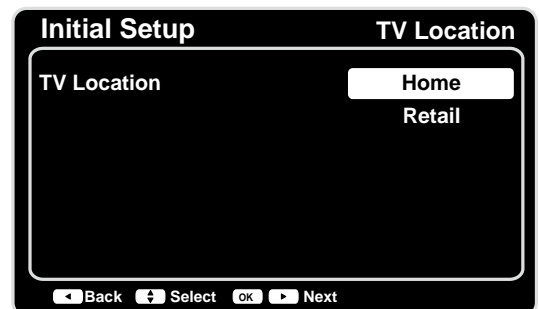 Initial Setup TV Location
TV Location Home
Retail
Back Select OK Next